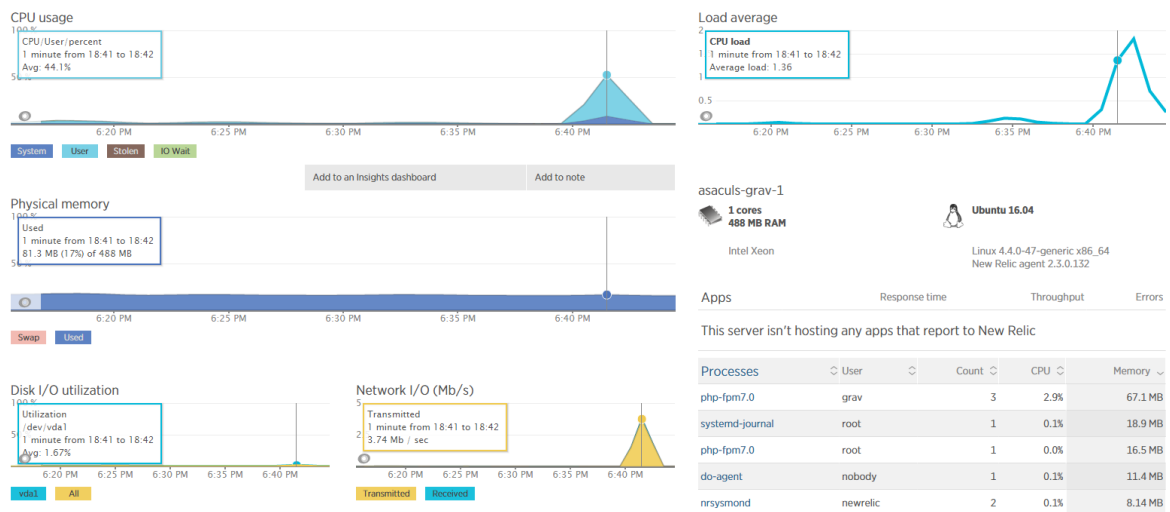 CPU usage
100 %
CPU/User/percent
1 minute from 18:41 to 18:42
Avg: 44.1%
6:20 PM 6:25 PM 6:30 PM 6:35 PM 6:40 PM
System User Stolen IO Wait
Add to an Insights dashboard Add to note
Physical memory
100 %
Used
1 minute from 18:41 to 18:42
81.3 MB (17%) of 488 MB
6:20 PM 6:25 PM 6:30 PM 6:35 PM 6:40 PM
Swap Used
Disk I/O utilization
100 %
Utilization
/dev/vda1
1 minute from 18:41 to 18:42
Avg: 1.67%
6:20 PM 6:25 PM 6:30 PM 6:35 PM 6:40 PM
vda1 All
Network I/O (Mb/s)
5
Transmitted
1 minute from 18:41 to 18:42
3.74 Mb / sec
2
6:20 PM 6:25 PM 6:30 PM 6:35 PM 6:40 PM
Transmitted Received
Load average
2
CPU load
1 minute from 18:41 to 18:42
Average load: 1.36
1
0.5
6:20 PM 6:25 PM 6:30 PM 6:35 PM 6:40 PM
asaculs-grav-1
1 cores
488 MB RAM
Intel Xeon
Ubuntu 16.04
Linux 4.4.0-47-generic x86_64
New Relic agent 2.3.0.132
Apps Response time Throughput Errors
This server isn't hosting any apps that report to New Relic
Processes User Count CPU Memory
php-fpm7.0 grav 3 2.9% 67.1 MB
systemd-journal root 1 0.1% 18.9 MB
php-fpm7.0 root 1 0.0% 16.5 MB
do-agent nobody 1 0.1% 11.4 MB
nrsysmond newrelic 2 0.1% 8.14 MB